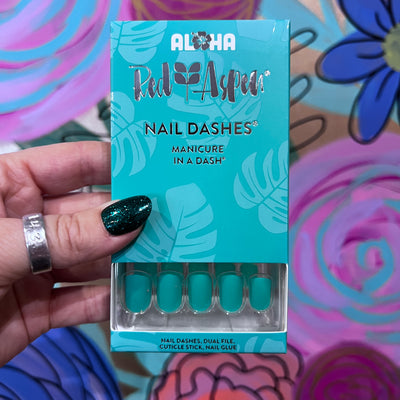 ALOHA
Red Aspen®
NAIL DASHES®
MANICURE
IN A DASH®
NAIL DASHES, DUAL FILE,
CUTICLE STICK, NAIL GLUE